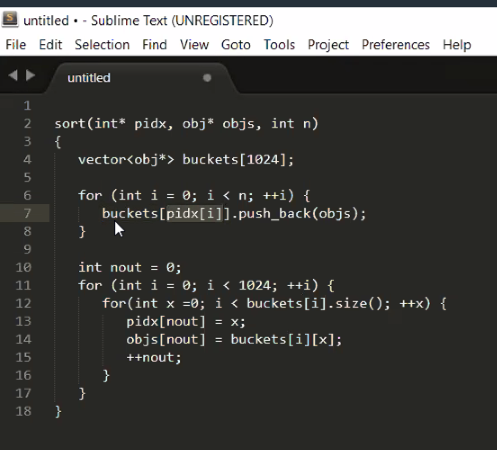 untitled • - Sublime Text (UNREGISTERED)
File Edit Selection Find View Goto Tools Project Preferences Help
untitled
1
2 sort(int* pidx, obj* objs, int n)
3 {
4 vector<obj*> buckets[1024];
5
6 for (int i = 0; i < n; ++i) {
7 buckets[pidx[i]].push_back(objs);
8 }
9
10 int nout = 0;
11 for (int i = 0; i < 1024; ++i) {
12 for(int x =0; i < buckets[i].size(); ++x) {
13 pidx[nout] = x;
14 objs[nout] = buckets[i][x];
15 ++nout;
16 }
17 }
18 }